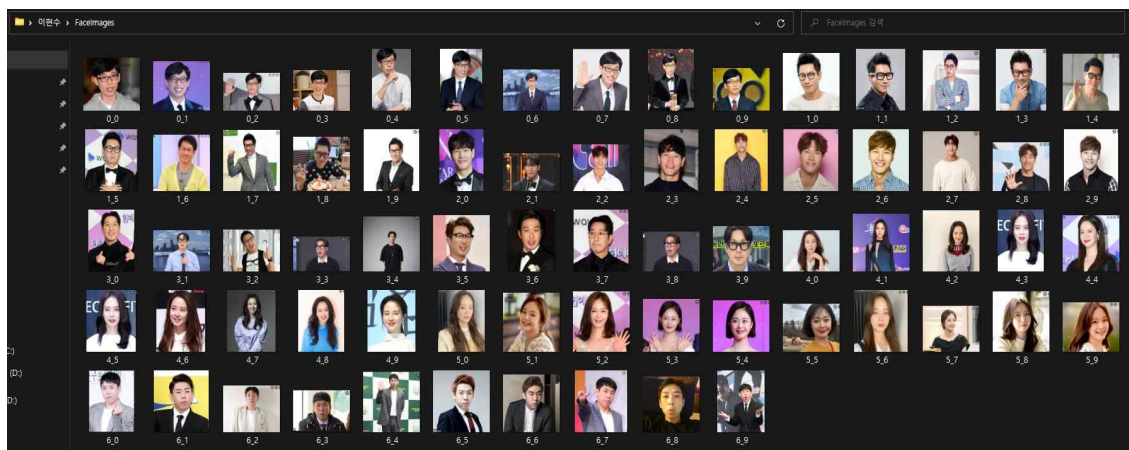 이현수 › FaceImages
FaceImages 검색
0_0 0_1 0_2 0_3 0_4 0_5 0_6 0_7 0_8 0_9 1_0 1_1 1_2 1_3 1_4
1_5 1_6 1_7 1_8 1_9 2_0 2_1 2_2 2_3 2_4 2_5 2_6 2_7 2_8 2_9
3_0 3_1 3_2 3_3 3_4 3_5 3_6 3_7 3_8 3_9 4_0 4_1 4_2 4_3 4_4
C:) 4_5 4_6 4_7 4_8 4_9 5_0 5_1 5_2 5_3 5_4 5_5 5_6 5_7 5_8 5_9
(D:)
D:)
6_0 6_1 6_2 6_3 6_4 6_5 6_6 6_7 6_8 6_9